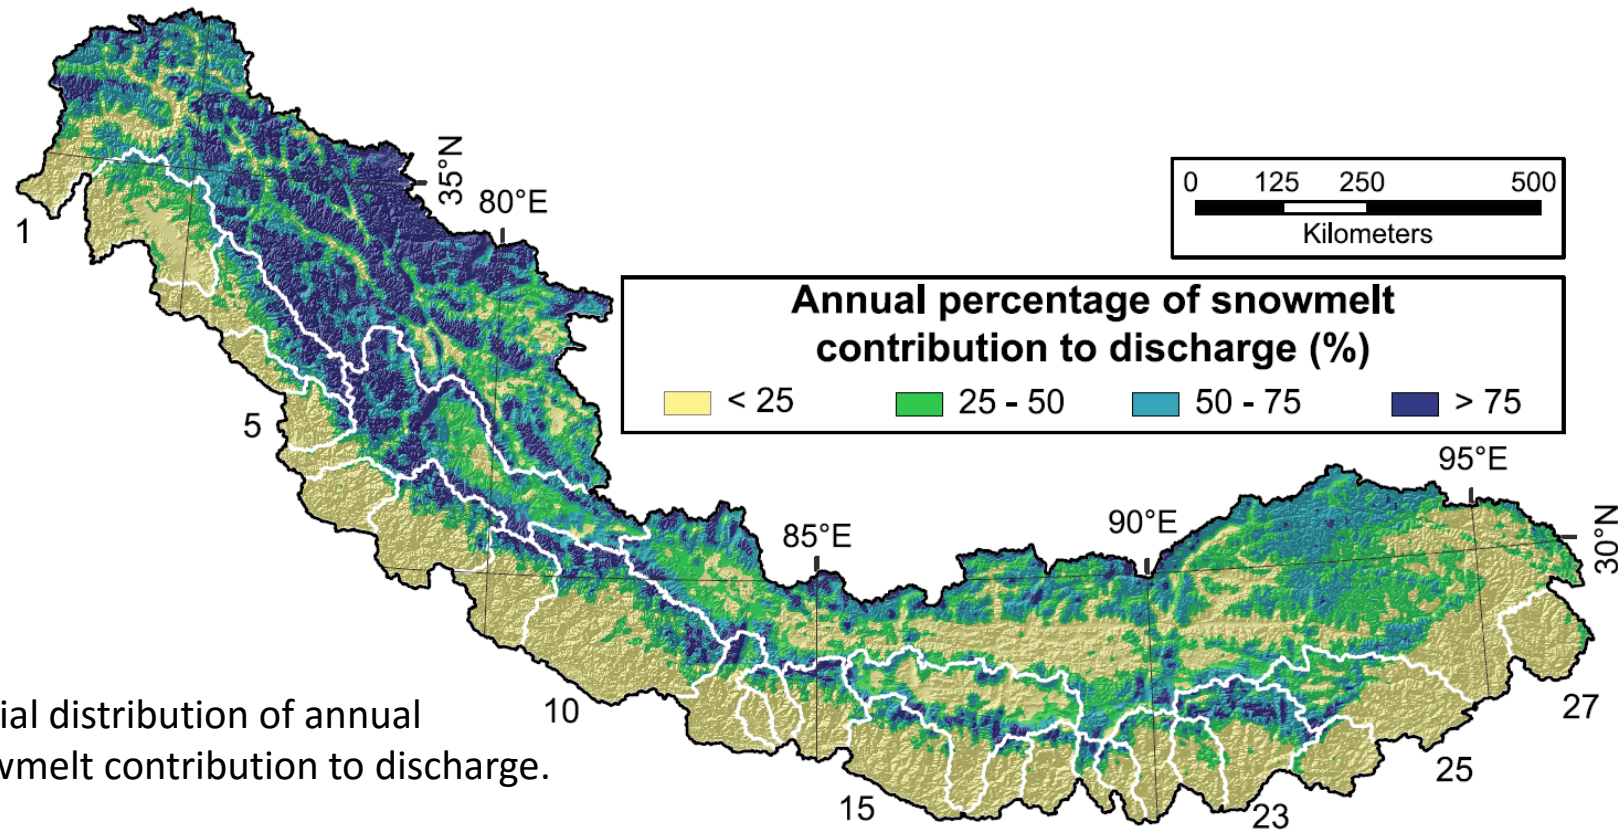 35°N
80°E
0 125 250 500
Kilometers
1
Annual percentage of snowmelt
contribution to discharge (%)
< 25 25 - 50 50 - 75 > 75
5
95°E
90°E
85°E
30°N
10
27
ial distribution of annual
wmelt contribution to discharge.
25
15
23